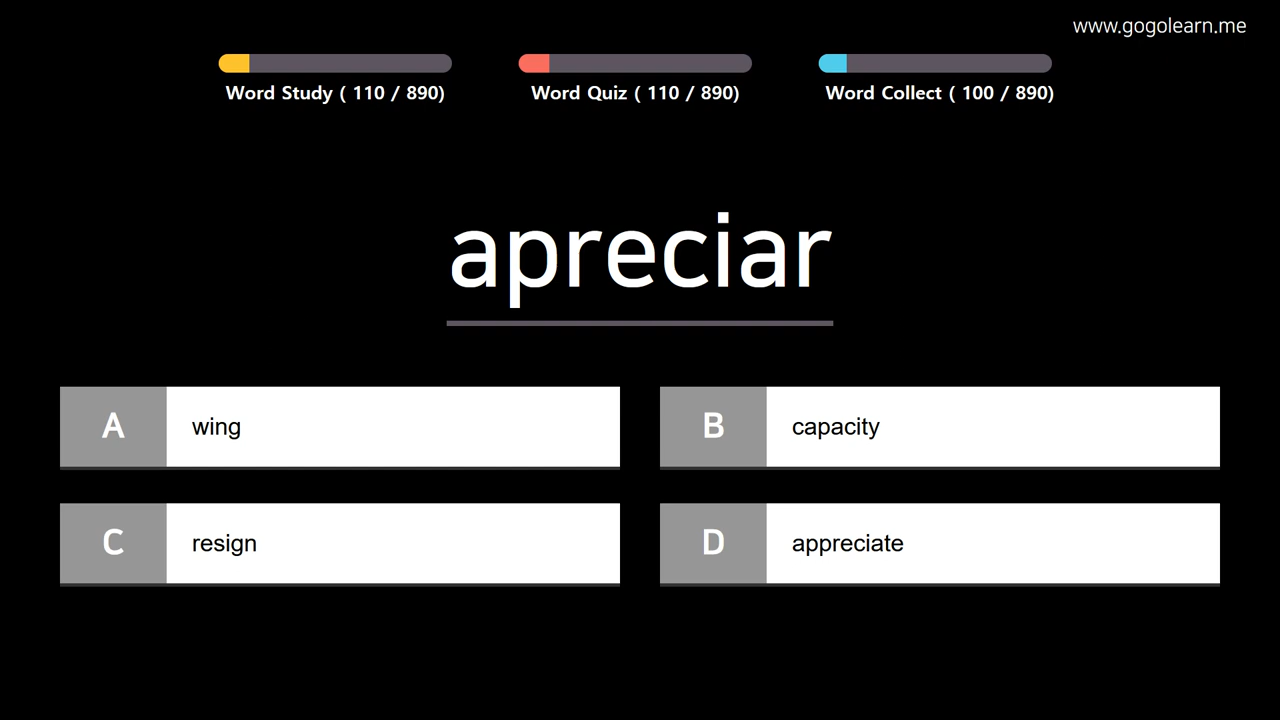 www.gogolearn.me
Word Study ( 110 / 890)
Word Quiz ( 110 / 890)
Word Collect ( 100 / 890)
apreciar
A wing
B capacity
C resign
D appreciate